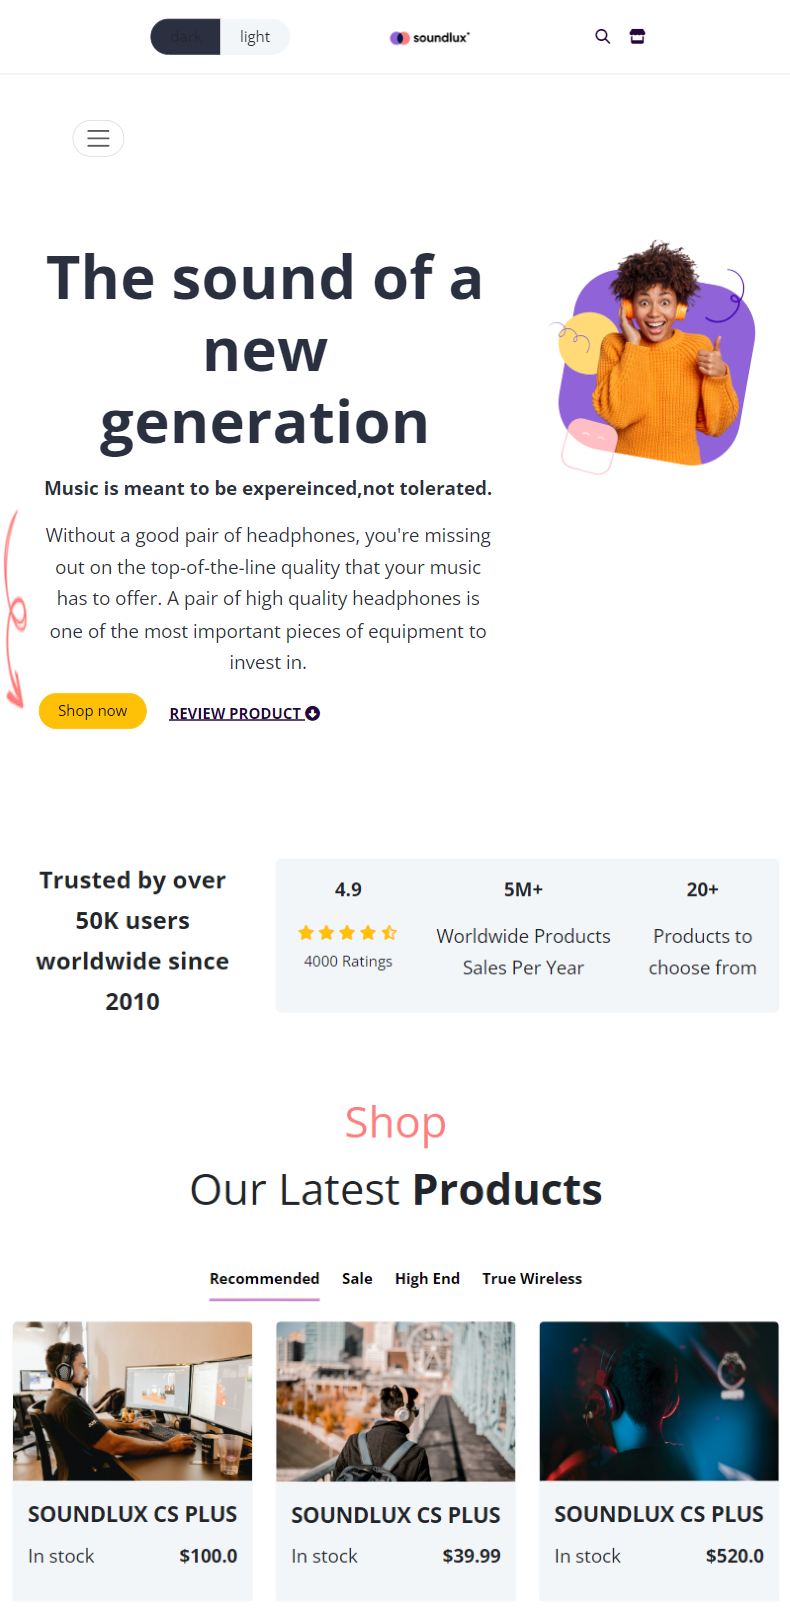 dark light
soundlux
The sound of a
new
generation
Music is meant to be expereinced,not tolerated.
Without a good pair of headphones, you're missing
out on the top-of-the-line quality that your music
has to offer. A pair of high quality headphones is
one of the most important pieces of equipment to
invest in.
Shop now REVIEW PRODUCT
Trusted by over
50K users
worldwide since
2010
4.9
4000 Ratings
5M+
Worldwide Products
Sales Per Year
20+
Products to
choose from
Shop
Our Latest Products
Recommended Sale High End True Wireless
SOUNDLUX CS PLUS
In stock $100.0
SOUNDLUX CS PLUS
In stock $39.99
SOUNDLUX CS PLUS
In stock $520.0